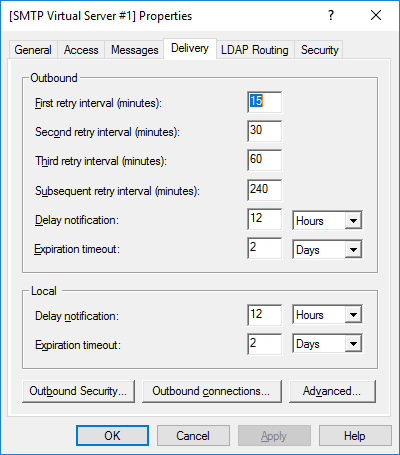 [SMTP Virtual Server #1] Properties ? ×
General Access Messages Delivery LDAP Routing Security
Outbound
First retry interval (minutes): 15
Second retry interval (minutes): 30
Third retry interval (minutes): 60
Subsequent retry interval (minutes): 240
Delay notification: 12 Hours
Expiration timeout: 2 Days
Local
Delay notification: 12 Hours
Expiration timeout: 2 Days
Outbound Security... Outbound connections... Advanced...
OK Cancel Apply Help